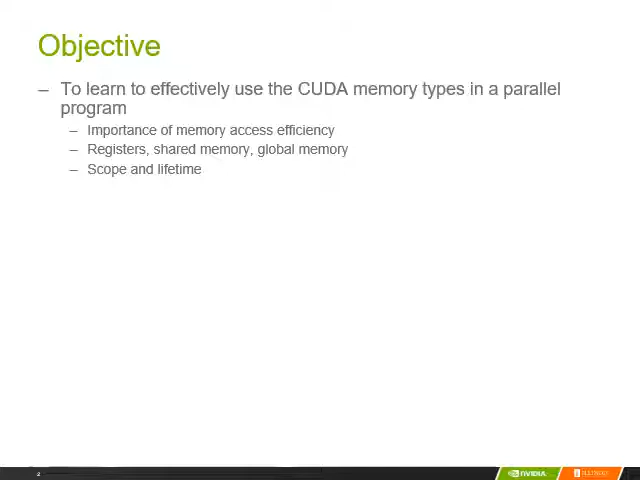 Objective
– To learn to effectively use the CUDA memory types in a parallel
program
– Importance of memory access efficiency
– Registers, shared memory, global memory
– Scope and lifetime
2
NVIDIA